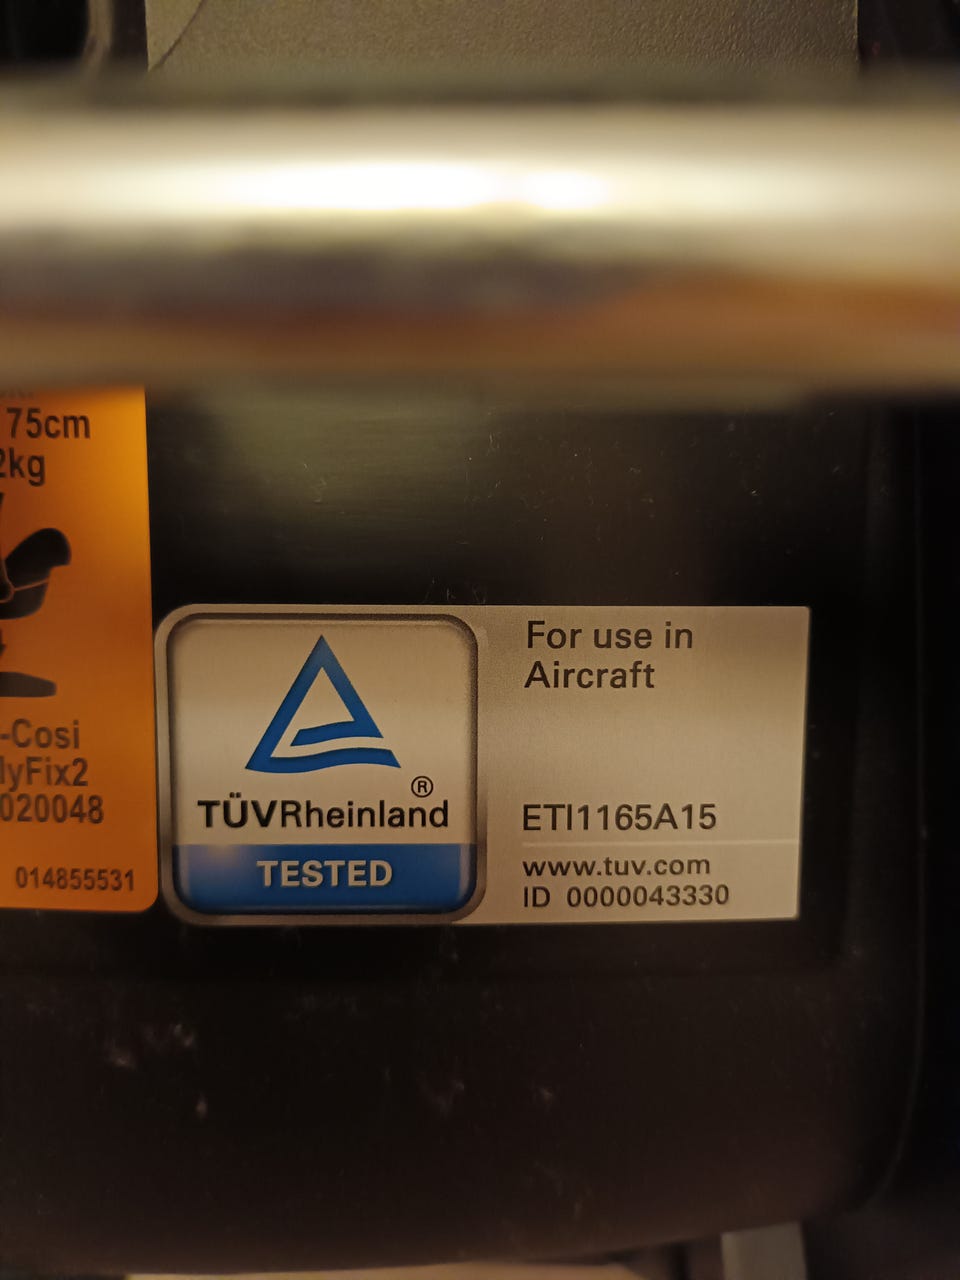 75cm
2kg
-Cosi
lyFix2
020048
014855531
®
TÜVRheinland
TESTED
For use in
Aircraft
ETI1165A15
www.tuv.com
ID 0000043330